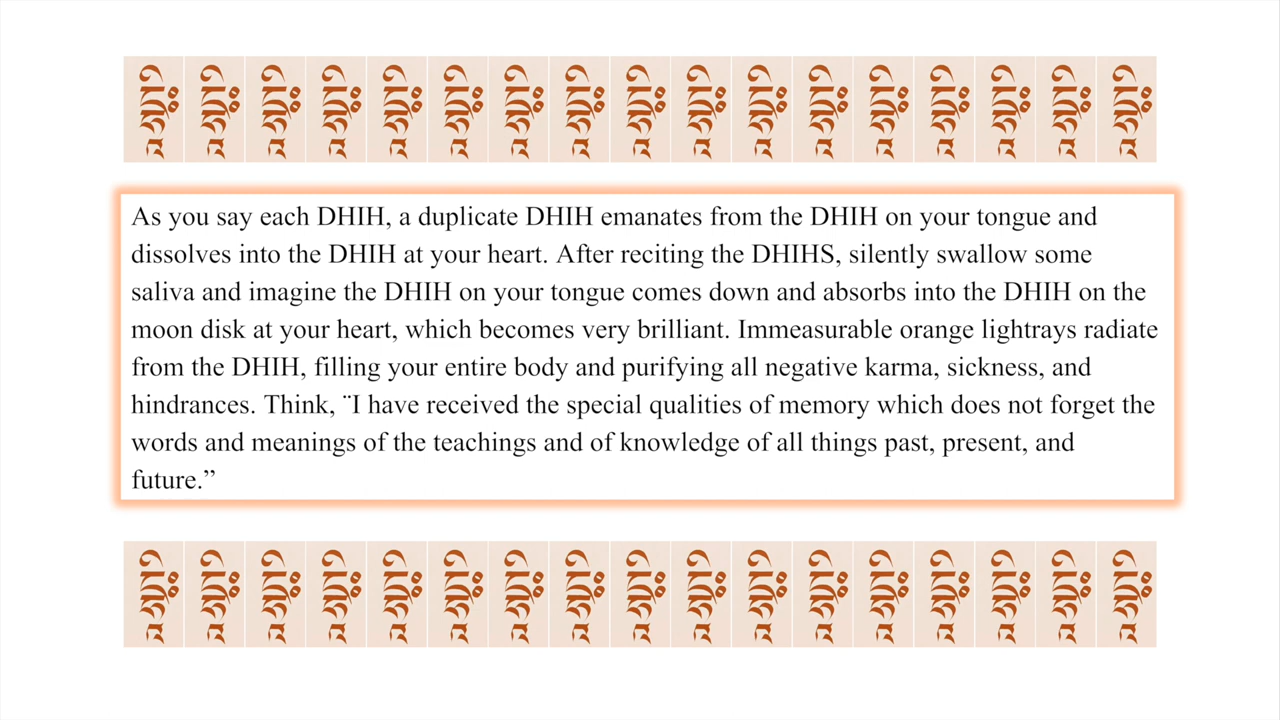 དྷཱིཿ དྷཱིཿ དྷཱིཿ དྷཱིཿ དྷཱིཿ དྷཱིཿ དྷཱིཿ དྷཱིཿ དྷཱིཿ དྷཱིཿ དྷཱིཿ དྷཱིཿ དྷཱིཿ དྷཱིཿ དྷཱིཿ དྷཱིཿ དྷཱིཿ
As you say each DHIH, a duplicate DHIH emanates from the DHIH on your tongue and
dissolves into the DHIH at your heart. After reciting the DHIHS, silently swallow some
saliva and imagine the DHIH on your tongue comes down and absorbs into the DHIH on the
moon disk at your heart, which becomes very brilliant. Immeasurable orange lightrays radiate
from the DHIH, filling your entire body and purifying all negative karma, sickness, and
hindrances. Think, ¨I have received the special qualities of memory which does not forget the
words and meanings of the teachings and of knowledge of all things past, present, and
future.”
དྷཱིཿ དྷཱིཿ དྷཱིཿ དྷཱིཿ དྷཱིཿ དྷཱིཿ དྷཱིཿ དྷཱིཿ དྷཱིཿ དྷཱིཿ དྷཱིཿ དྷཱིཿ དྷཱིཿ དྷཱིཿ དྷཱིཿ དྷཱིཿ དྷཱིཿ